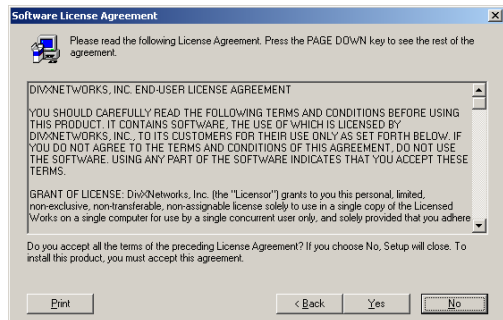 Software License Agreement
Please read the following License Agreement. Press the PAGE DOWN key to see the rest of the
agreement.
DIVXNETWORKS, INC. END-USER LICENSE AGREEMENT
YOU SHOULD CAREFULLY READ THE FOLLOWING TERMS AND CONDITIONS BEFORE USING
THIS PRODUCT. IT CONTAINS SOFTWARE, THE USE OF WHICH IS LICENSED BY
DIVXNETWORKS, INC., TO ITS CUSTOMERS FOR THEIR USE ONLY AS SET FORTH BELOW. IF
YOU DO NOT AGREE TO THE TERMS AND CONDITIONS OF THIS AGREEMENT, DO NOT USE
THE SOFTWARE. USING ANY PART OF THE SOFTWARE INDICATES THAT YOU ACCEPT THESE
TERMS.
GRANT OF LICENSE: DivXNetworks, Inc. (the "Licensor") grants to you this personal, limited,
non-exclusive, non-transferable, non-assignable license solely to use in a single copy of the Licensed
Works on a single computer for use by a single concurrent user only, and solely provided that you adhere
Do you accept all the terms of the preceding License Agreement? If you choose No, Setup will close. To
install this product, you must accept this agreement.
Print
< Back
Yes
No